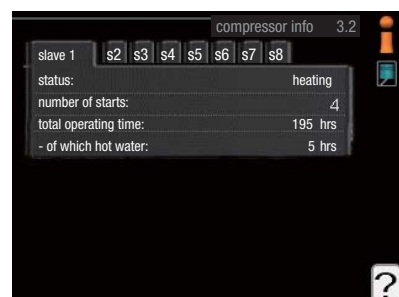 compressor info 3.2
slave 1 s2 s3 s4 s5 s6 s7 s8
status: heating
number of starts: 4
total operating time: 195 hrs
- of which hot water: 5 hrs
?